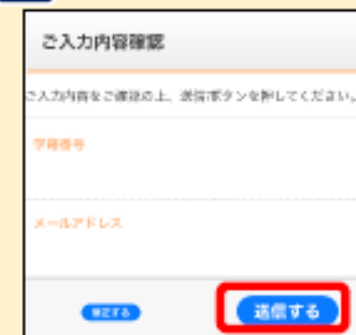 ご入力内容確認
ご入力内容をご確認の上、送信ボタンを押してください。
学籍番号
メールアドレス
修正する
送信する